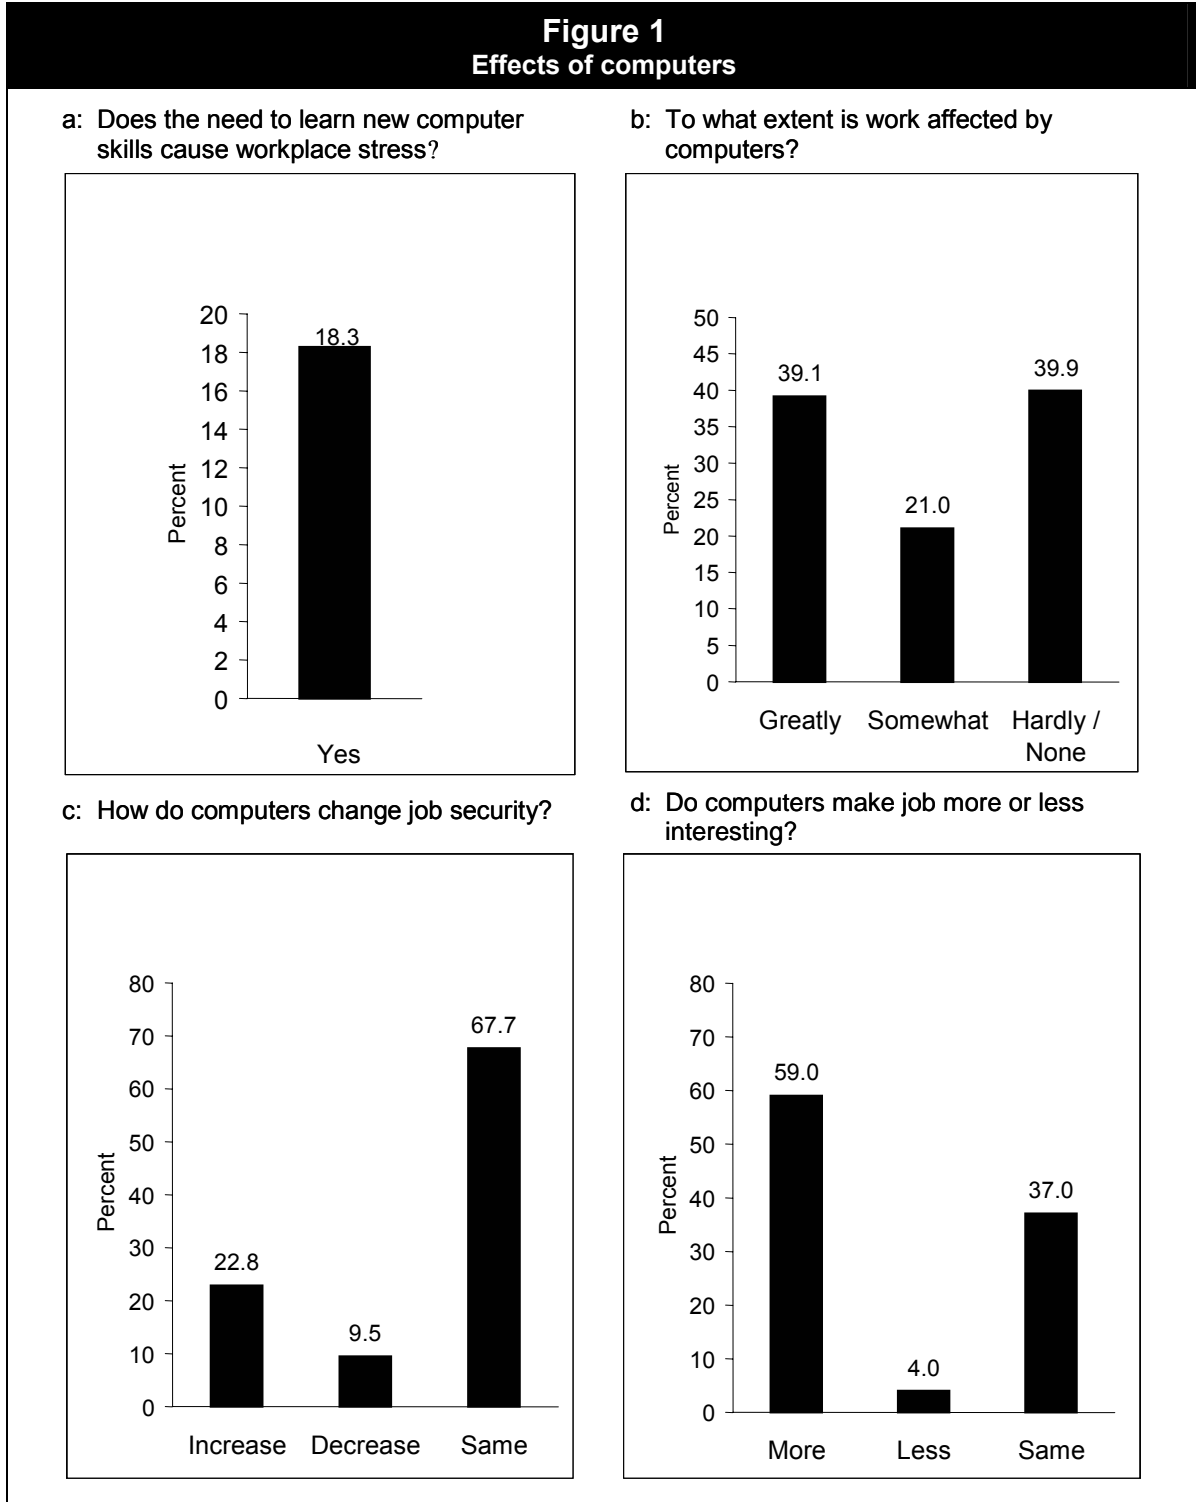 Figure 1
Effects of computers
a: Does the need to learn new computer
skills cause workplace stress?
20
18
16
14
12
10
8
6
4
2
0
Percent
18.3
Yes
b: To what extent is work affected by
computers?
50
45
40
35
30
25
20
15
10
5
0
Percent
39.1
21.0
39.9
Greatly Somewhat Hardly /
None
c: How do computers change job security?
80
70
60
50
40
30
20
10
0
Percent
22.8
9.5
67.7
Increase Decrease Same
d: Do computers make job more or less
interesting?
80
70
60
50
40
30
20
10
0
Percent
59.0
4.0
37.0
More Less Same